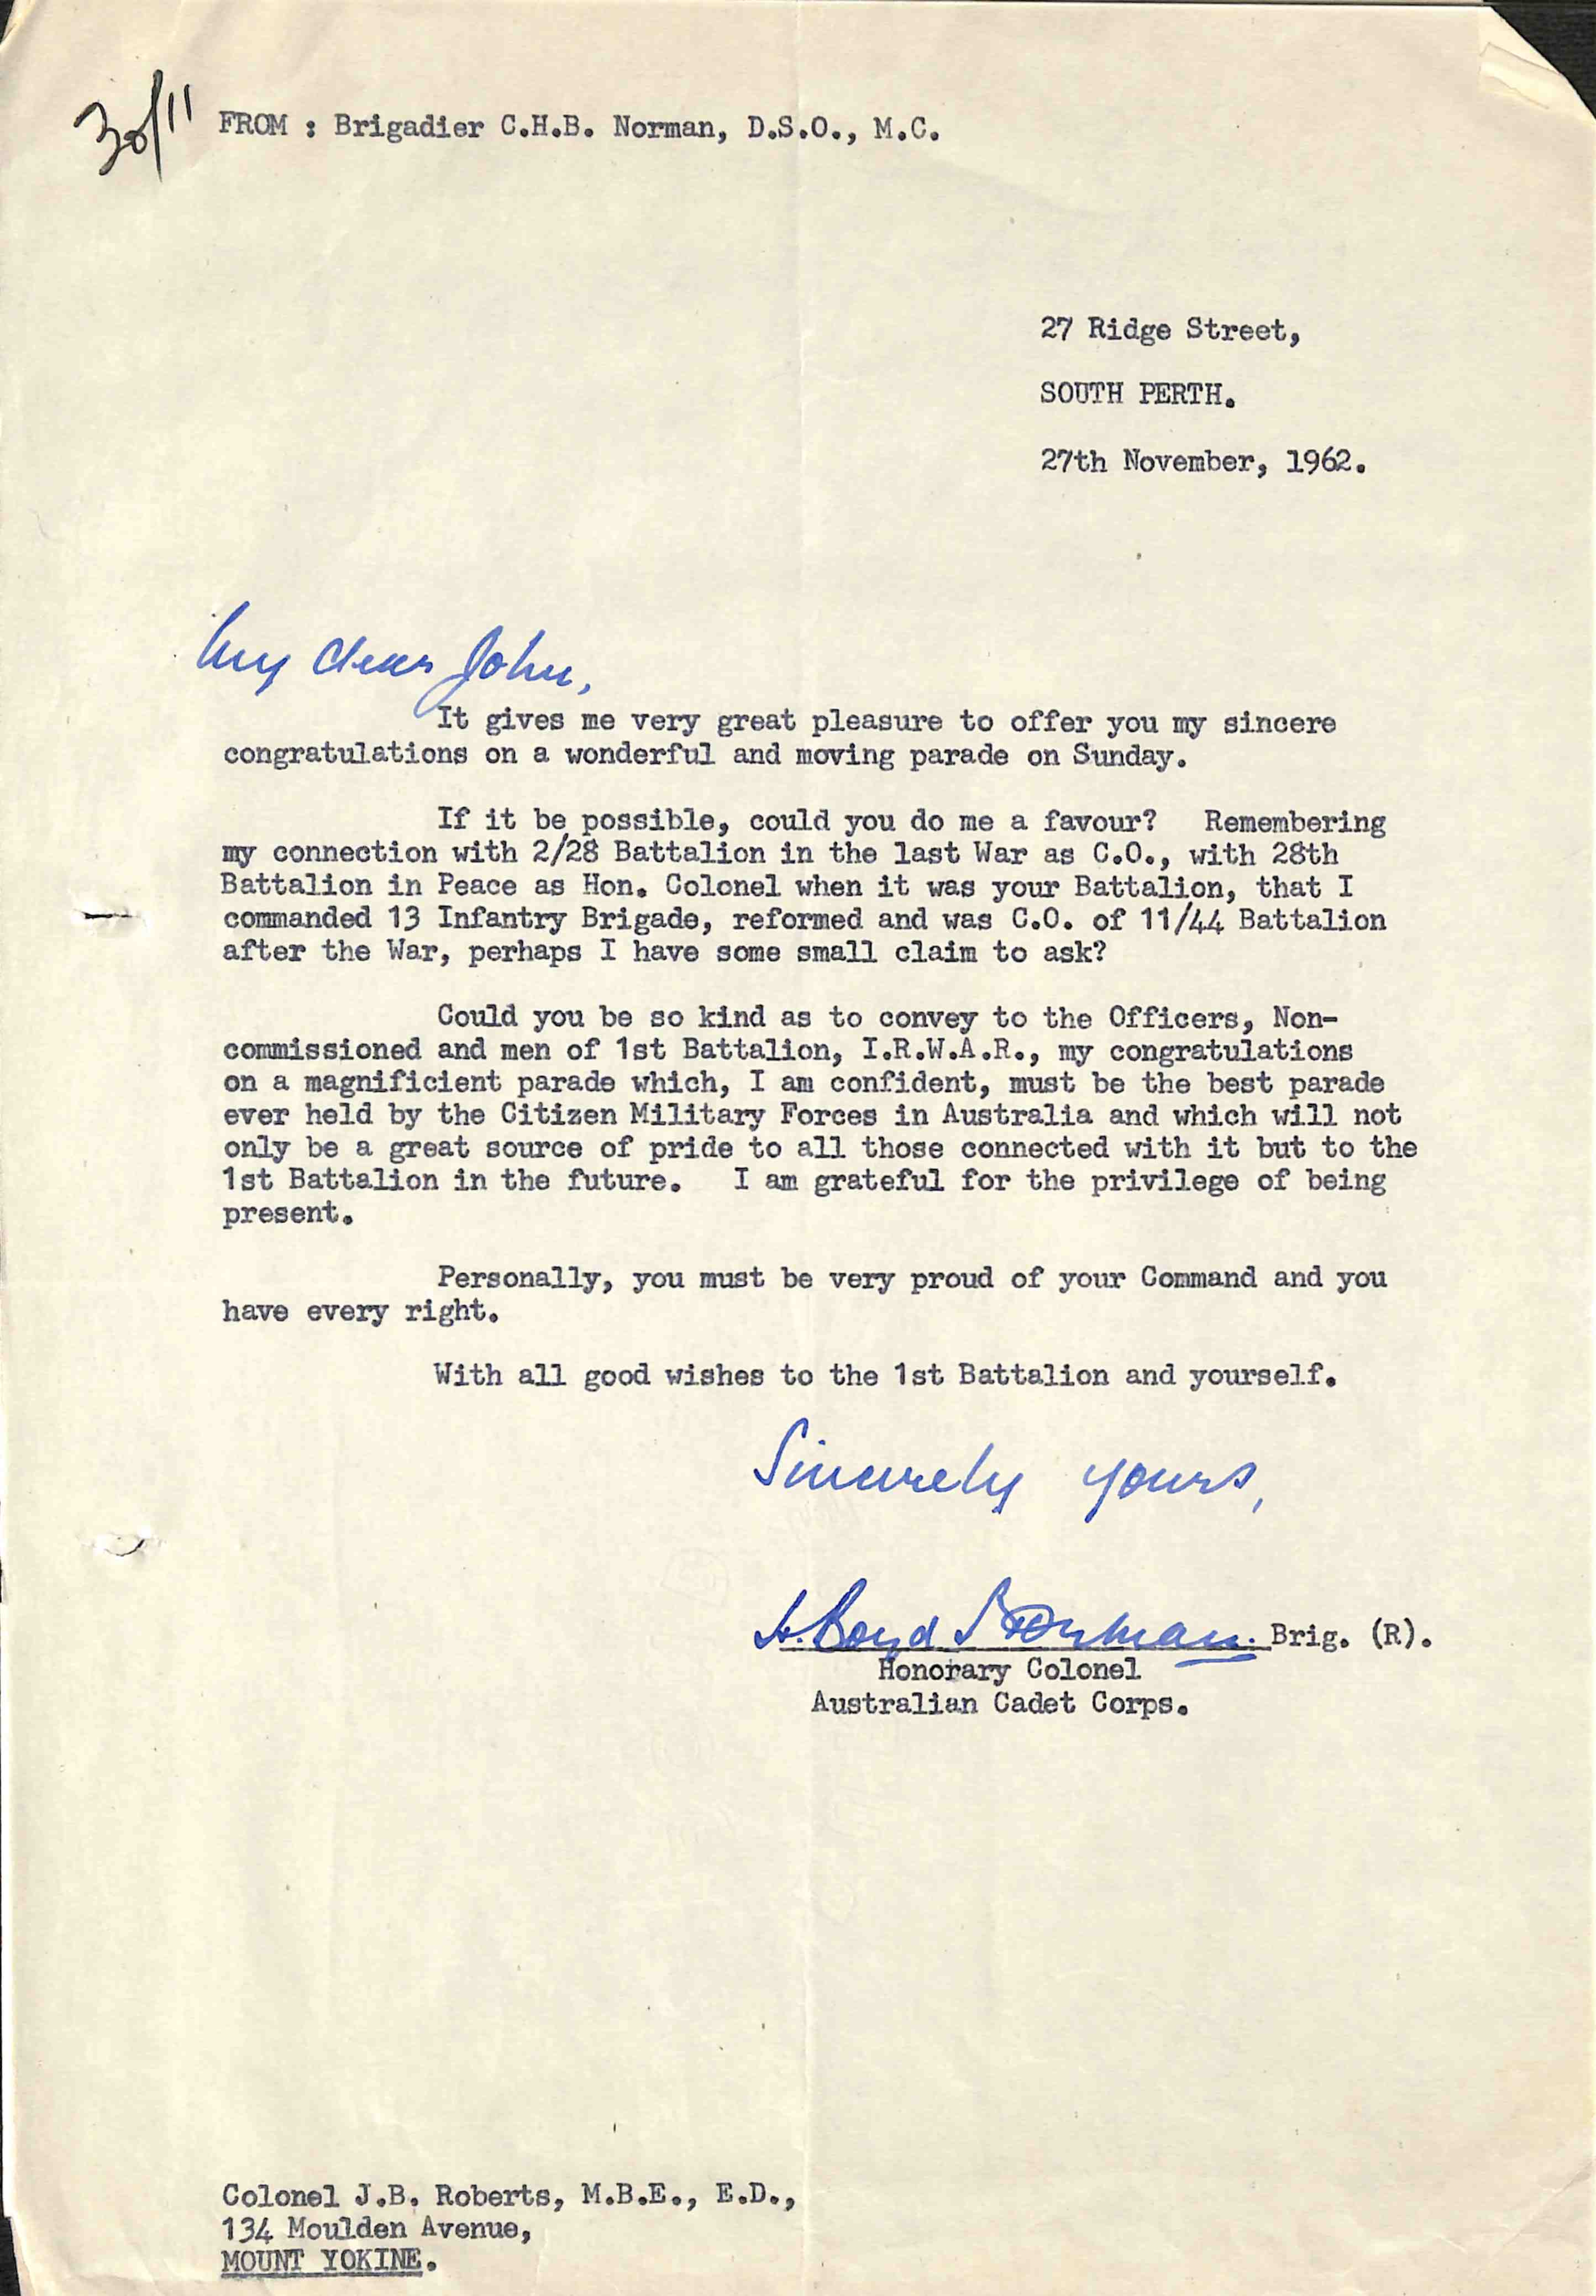 30/11
FROM : Brigadier C.H.B. Norman, D.S.O., M.C.
27 Ridge Street,
SOUTH PERTH.
27th November, 1962.
My dear John,
It gives me very great pleasure to offer you my sincere
congratulations on a wonderful and moving parade on Sunday.
If it be possible, could you do me a favour? Remembering
my connection with 2/28 Battalion in the last War as C.O., with 28th
Battalion in Peace as Hon. Colonel when it was your Battalion, that I
commanded 13 Infantry Brigade, reformed and was C.O. of 11/44 Battalion
after the War, perhaps I have some small claim to ask?
Could you be so kind as to convey to the Officers, Non-
commissioned and men of 1st Battalion, I.R.W.A.R., my congratulations
on a magnificient parade which, I am confident, must be the best parade
ever held by the Citizen Military Forces in Australia and which will not
only be a great source of pride to all those connected with it but to the
1st Battalion in the future. I am grateful for the privilege of being
present.
Personally, you must be very proud of your Command and you
have every right.
With all good wishes to the 1st Battalion and yourself.
Sincerely yours,
Boyd Norman. Brig. (R).
Honorary Colonel
Australian Cadet Corps.
Colonel J.B. Roberts, M.B.E., E.D.,
134 Moulden Avenue,
MOUNT YOKINE.